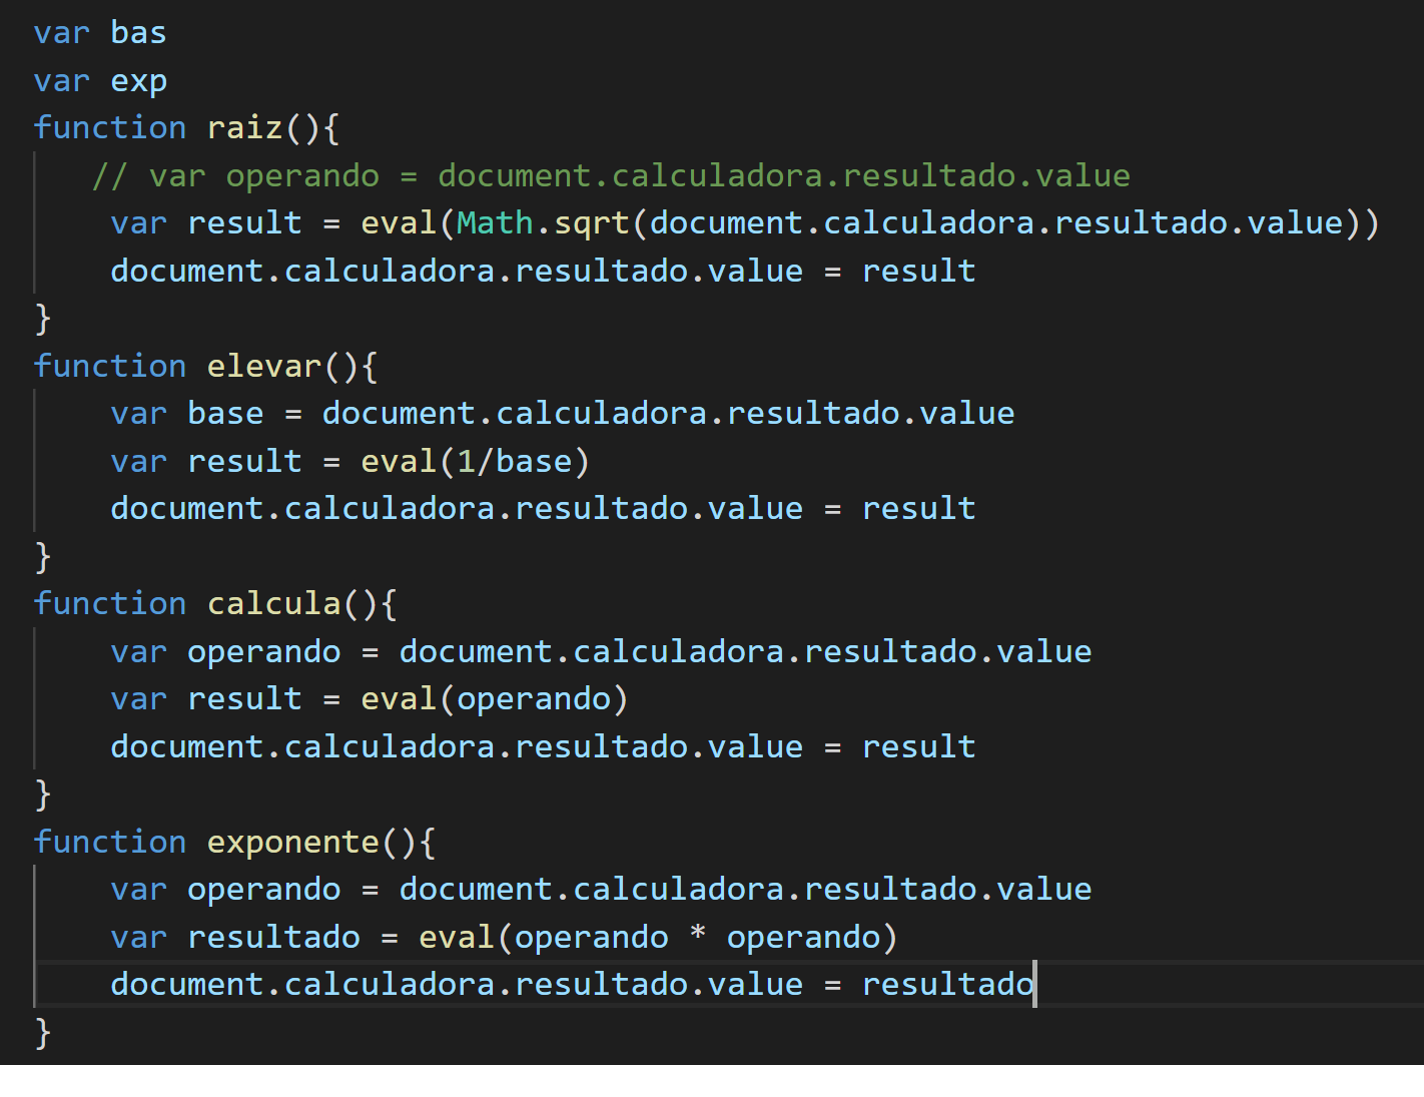 var bas
var exp
function raiz(){
   // var operando = document.calculadora.resultado.value
    var result = eval(Math.sqrt(document.calculadora.resultado.value))
    document.calculadora.resultado.value = result
}
function elevar(){
    var base = document.calculadora.resultado.value
    var result = eval(1/base)
    document.calculadora.resultado.value = result
}
function calcula(){
    var operando = document.calculadora.resultado.value
    var result = eval(operando)
    document.calculadora.resultado.value = result
}
function exponente(){
    var operando = document.calculadora.resultado.value
    var resultado = eval(operando * operando)
    document.calculadora.resultado.value = resultado
}